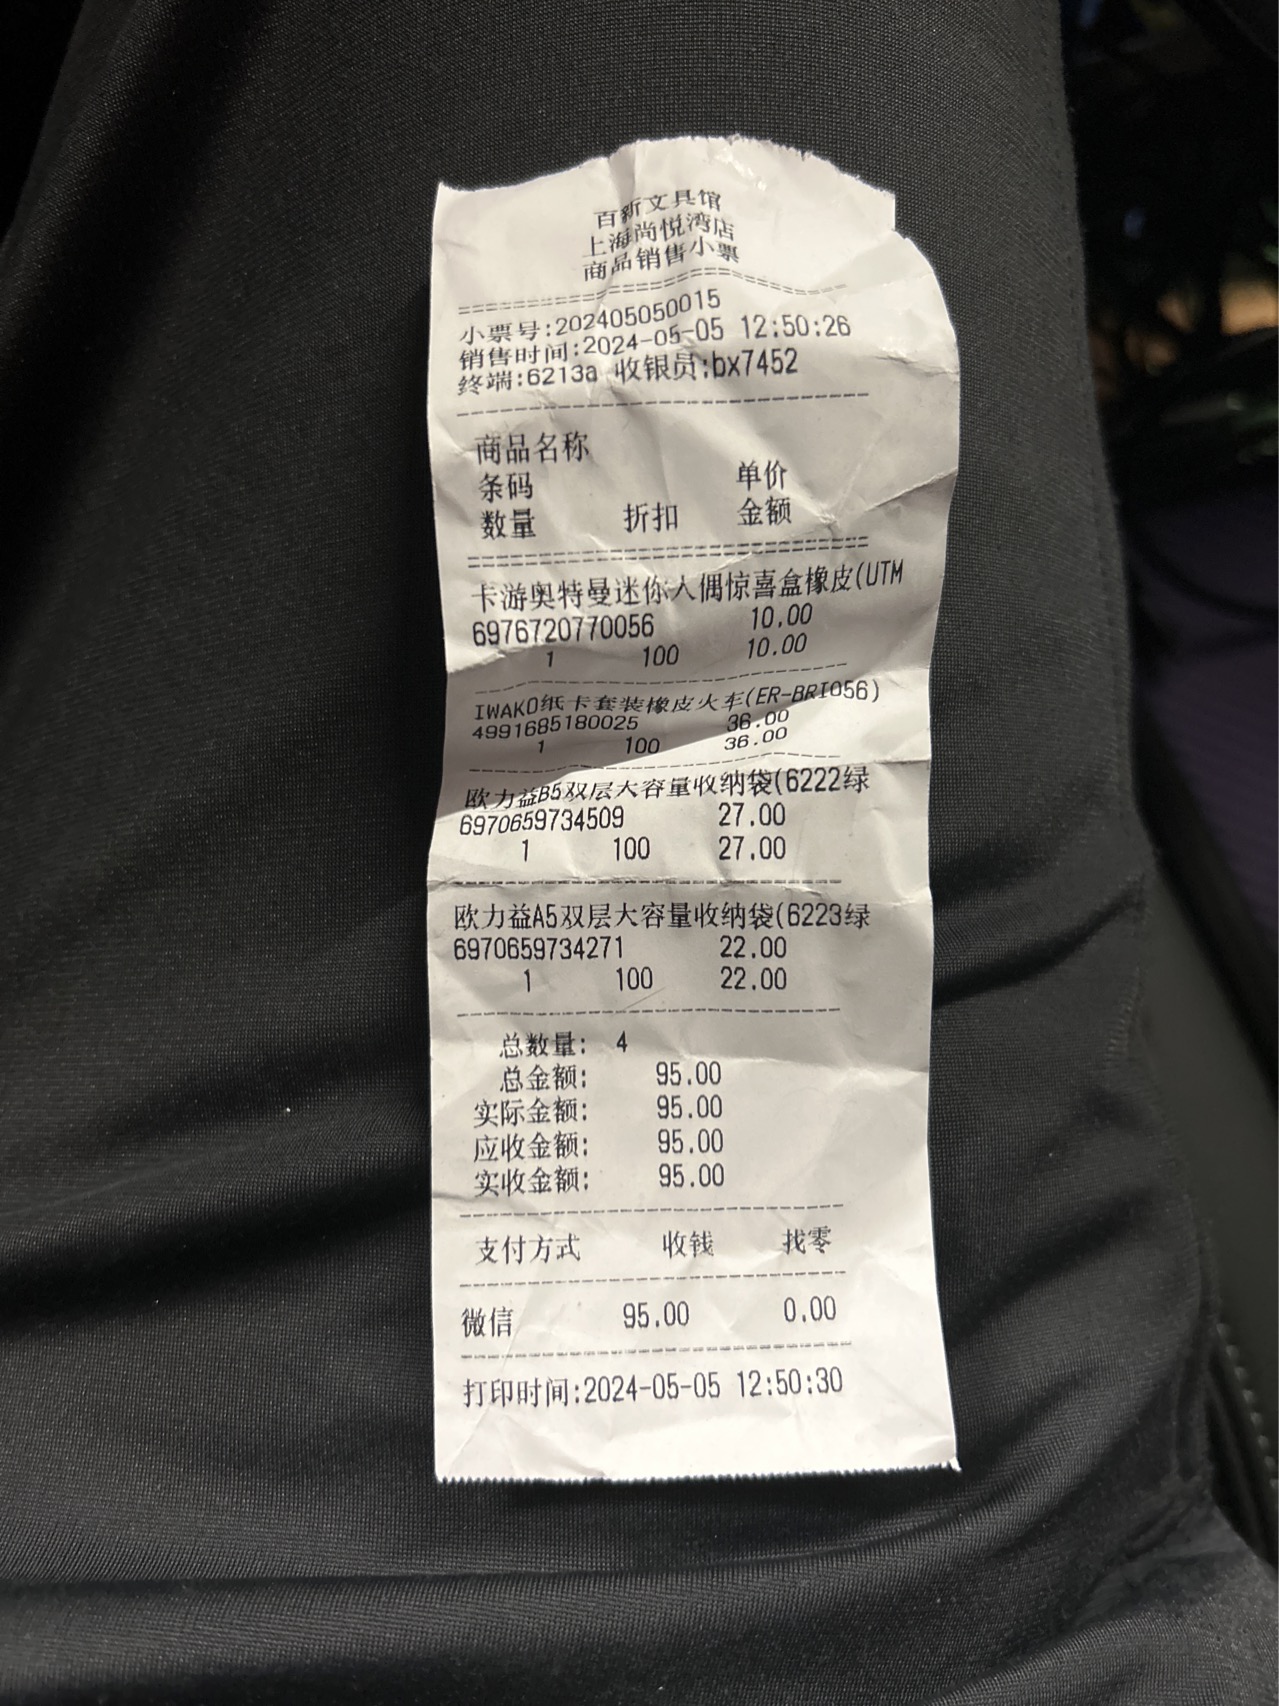 百新文具馆
上海尚悦湾店
商品销售小票
小票号:202405050015
销售时间:2024-05-05 12:50:26
终端:6213a 收银员:bx7452
商品名称
条码 单价
数量 折扣 金额
卡游奥特曼迷你人偶惊喜盒橡皮(UTM
6976720770056 10.00
1 100 10.00
IWAKO纸卡套装橡皮火车(ER-BRI056)
4991685180025 36.00
1 100 36.00
欧力益B5双层大容量收纳袋(6222绿
6970659734509 27.00
1 100 27.00
欧力益A5双层大容量收纳袋(6223绿
6970659734271 22.00
1 100 22.00
总数量: 4
总金额: 95.00
实际金额: 95.00
应收金额: 95.00
实收金额: 95.00
支付方式 收钱 找零
微信 95.00 0.00
打印时间:2024-05-05 12:50:30